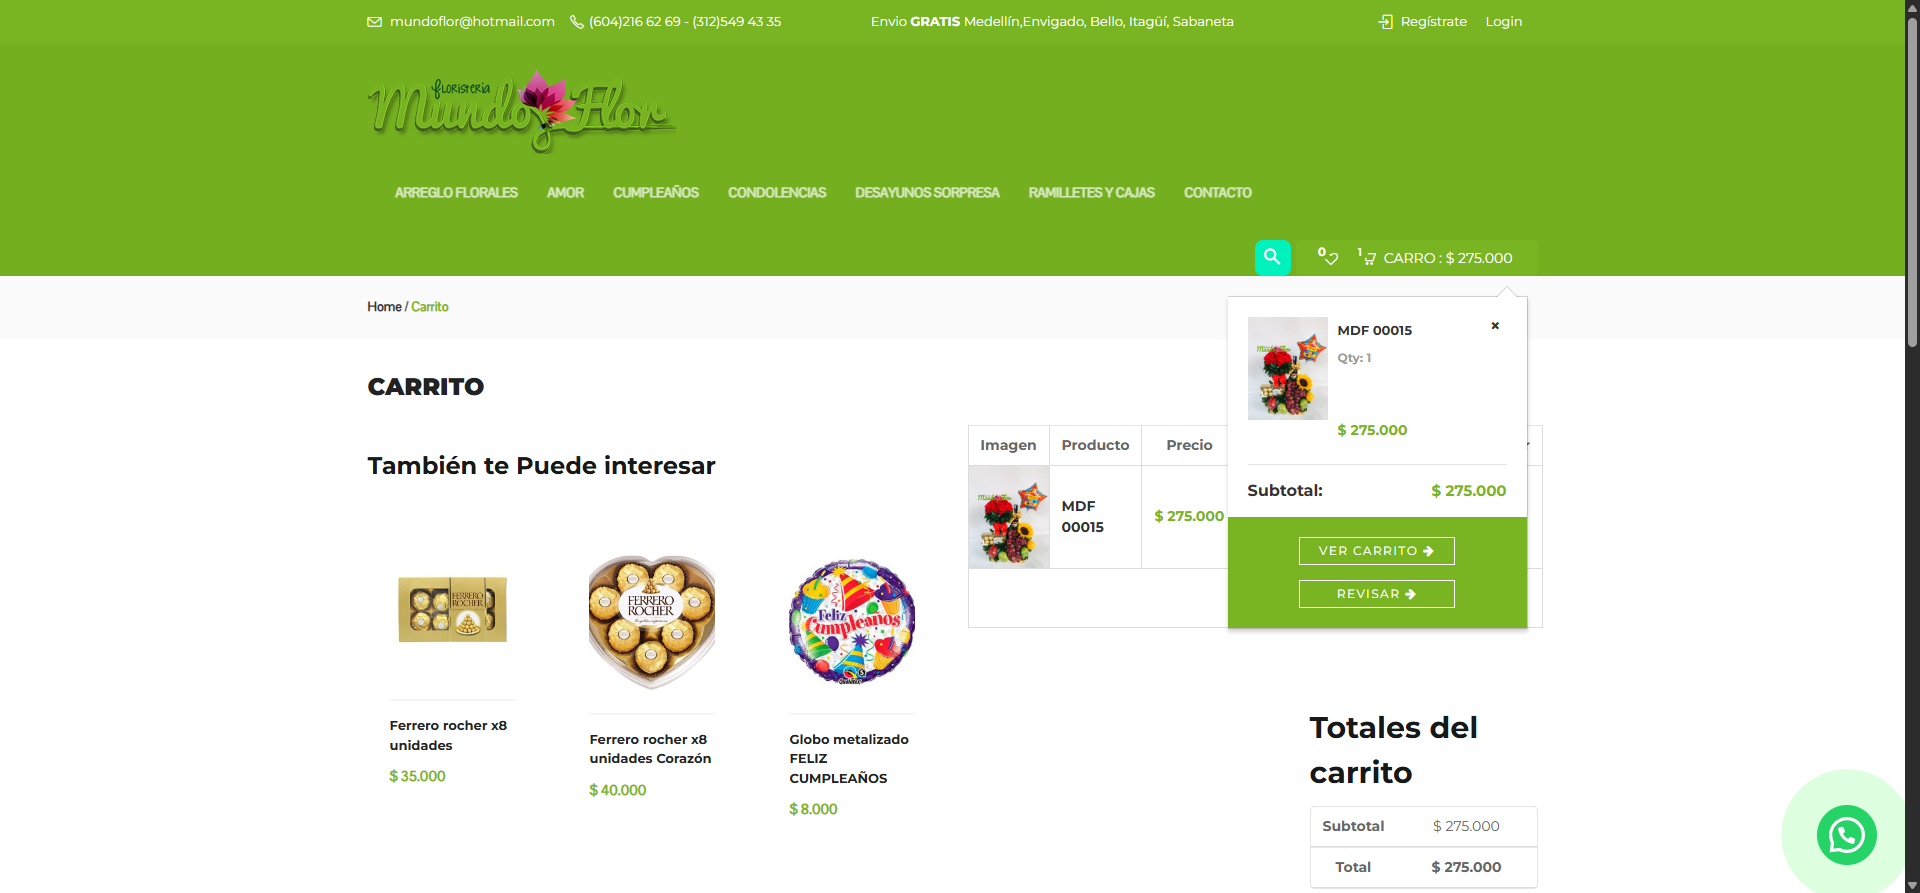 mundoflor@hotmail.com (604)216 62 69 - (312)549 43 35 Envio GRATIS Medellín,Envigado, Bello, Itagüí, Sabaneta Regístrate Login
FLORISTERIA
Mundo Flor
ARREGLO FLORALES AMOR CUMPLEAÑOS CONDOLENCIAS DESAYUNOS SORPRESA RAMILLETES Y CAJAS CONTACTO
0 1 CARRO : $ 275.000
Home / Carrito
MDF 00015 ×
Qty: 1
$ 275.000
Subtotal: $ 275.000
VER CARRITO
REVISAR
CARRITO
También te Puede interesar
Imagen Producto Precio
MDF
00015
$ 275.000
FERRERO
ROCHER
Ferrero rocher x8
unidades
$ 35.000
FERRERO
ROCHER
Ferrero rocher x8
unidades Corazón
$ 40.000
Feliz
Cumpleaños
Globo metalizado
FELIZ
CUMPLEAÑOS
$ 8.000
Totales del
carrito
Subtotal $ 275.000
Total $ 275.000